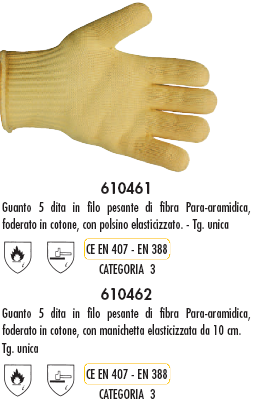 610461
Guanto 5 dita in filo pesante di fibra Para-aramidica,
foderato in cotone, con polsino elasticizzato. - Tg. unica
CE EN 407 - EN 388
CATEGORIA 3
610462
Guanto 5 dita in filo pesante di fibra Para-aramidica,
foderato in cotone, con manichetta elasticizzata da 10 cm.
Tg. unica
CE EN 407 - EN 388
CATEGORIA 3